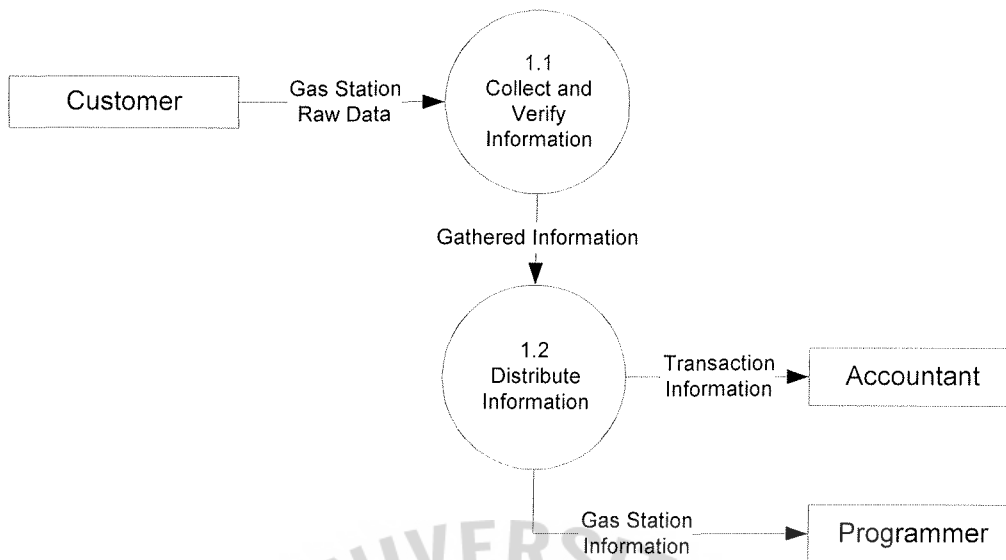 Customer
Gas Station
Raw Data
1.1
Collect and
Verify
Information
Gathered Information
1.2
Distribute
Information
Transaction
Information
Accountant
Gas Station
Information
Programmer